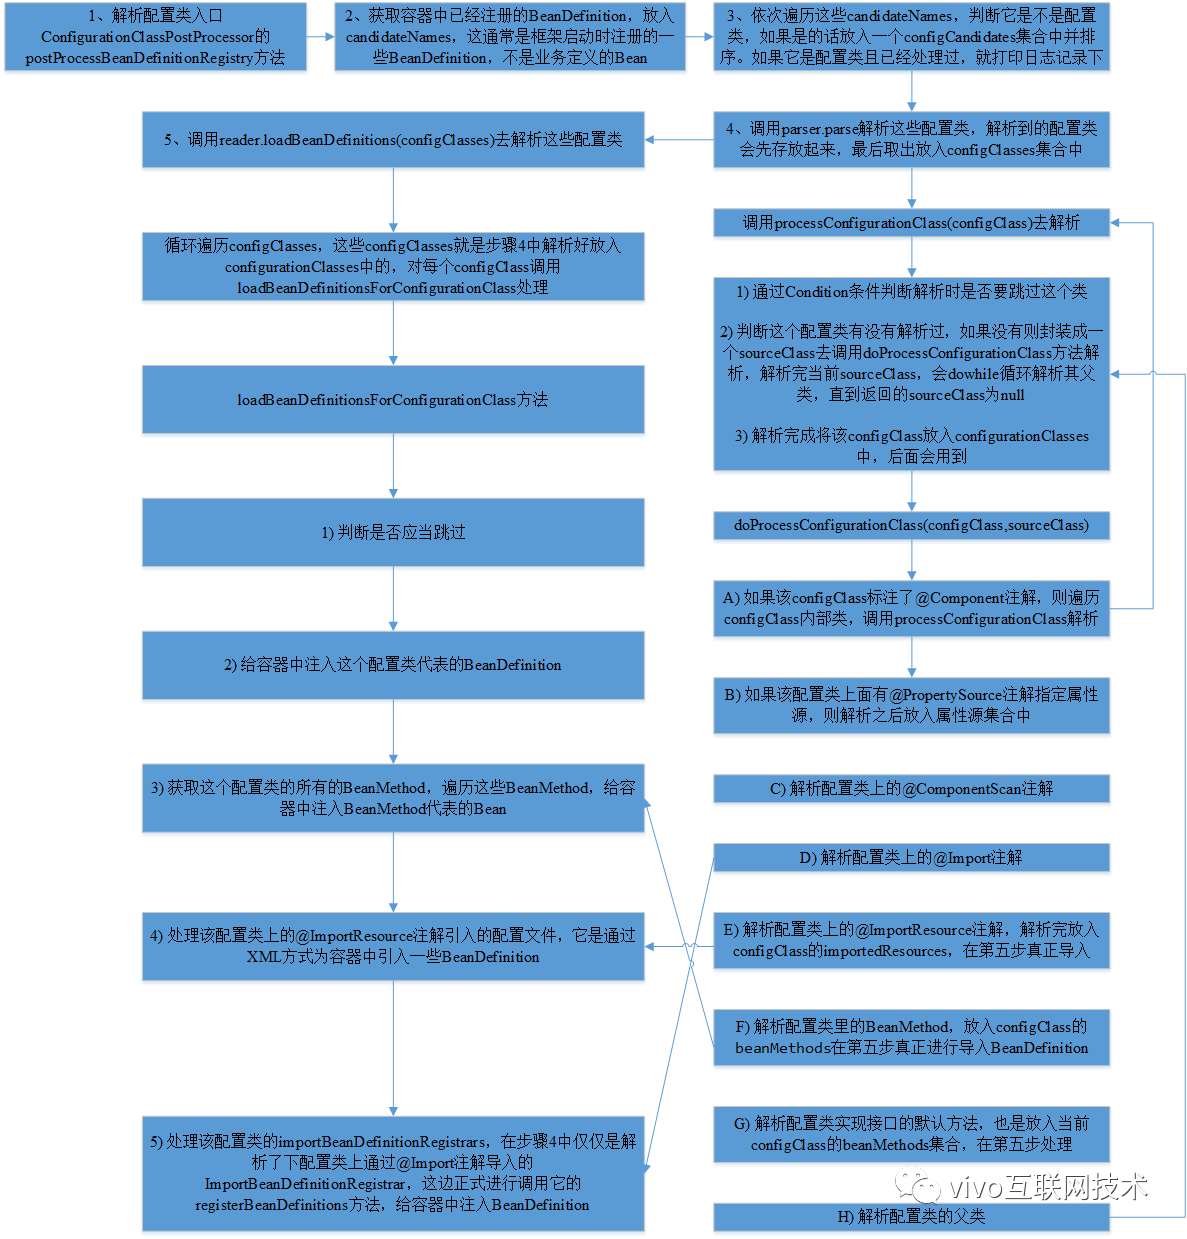 1、解析配置类入口
ConfigurationClassPostProcessor的
postProcessBeanDefinitionRegistry方法
2、获取容器中已经注册的BeanDefinition，放入
candidateNames，这通常是框架启动时注册的一
些BeanDefinition，不是业务定义的Bean
3、依次遍历这些candidateNames，判断它是不是配置
类，如果是的话放入一个configCandidates集合中并排
序。如果它是配置类且已经处理过，就打印日志记录下
4、调用parser.parse解析这些配置类，解析到的配置类
会先存放起来，最后取出放入configClasses集合中
调用processConfigurationClass(configClass)去解析
1) 通过Condition条件判断解析时是否要跳过这个类
2) 判断这个配置类有没有解析过，如果没有则封装成一
个sourceClass去调用doProcessConfigurationClass方法解
析，解析完当前sourceClass，会dowhile循环解析其父
类，直到返回的sourceClass为null
3) 解析完成将该configClass放入configurationClasses
中，后面会用到
doProcessConfigurationClass(configClass,sourceClass)
A) 如果该configClass标注了@Component注解，则遍历
configClass内部类，调用processConfigurationClass解析
B) 如果该配置类上面有@PropertySource注解指定属性
源，则解析之后放入属性源集合中
C) 解析配置类上的@ComponentScan注解
D) 解析配置类上的@Import注解
E) 解析配置类上的@ImportResource注解，解析完放入
configClass的importedResources，在第五步真正导入
F) 解析配置类里的BeanMethod，放入configClass的
beanMethods在第五步真正进行导入BeanDefinition
G) 解析配置类实现接口的默认方法，也是放入当前
configClass的beanMethods集合，在第五步处理
H) 解析配置类的父类
5、调用reader.loadBeanDefinitions(configClasses)去解析这些配置类
循环遍历configClasses，这些configClasses就是步骤4中解析好放入
configurationClasses中的，对每个configClass调用
loadBeanDefinitionsForConfigurationClass处理
loadBeanDefinitionsForConfigurationClass方法
1) 判断是否应当跳过
2) 给容器中注入这个配置类代表的BeanDefinition
3) 获取这个配置类的所有的BeanMethod，遍历这些BeanMethod，给容
器中注入BeanMethod代表的Bean
4) 处理该配置类上的@ImportResource注解引入的配置文件，它是通过
XML方式为容器中引入一些BeanDefinition
5) 处理该配置类的importBeanDefinitionRegistrars，在步骤4中仅仅是解
析了下配置类上通过@Import注解导入的
ImportBeanDefinitionRegistrar，这边正式进行调用它的
registerBeanDefinitions方法，给容器中注入BeanDefinition
vivo互联网技术